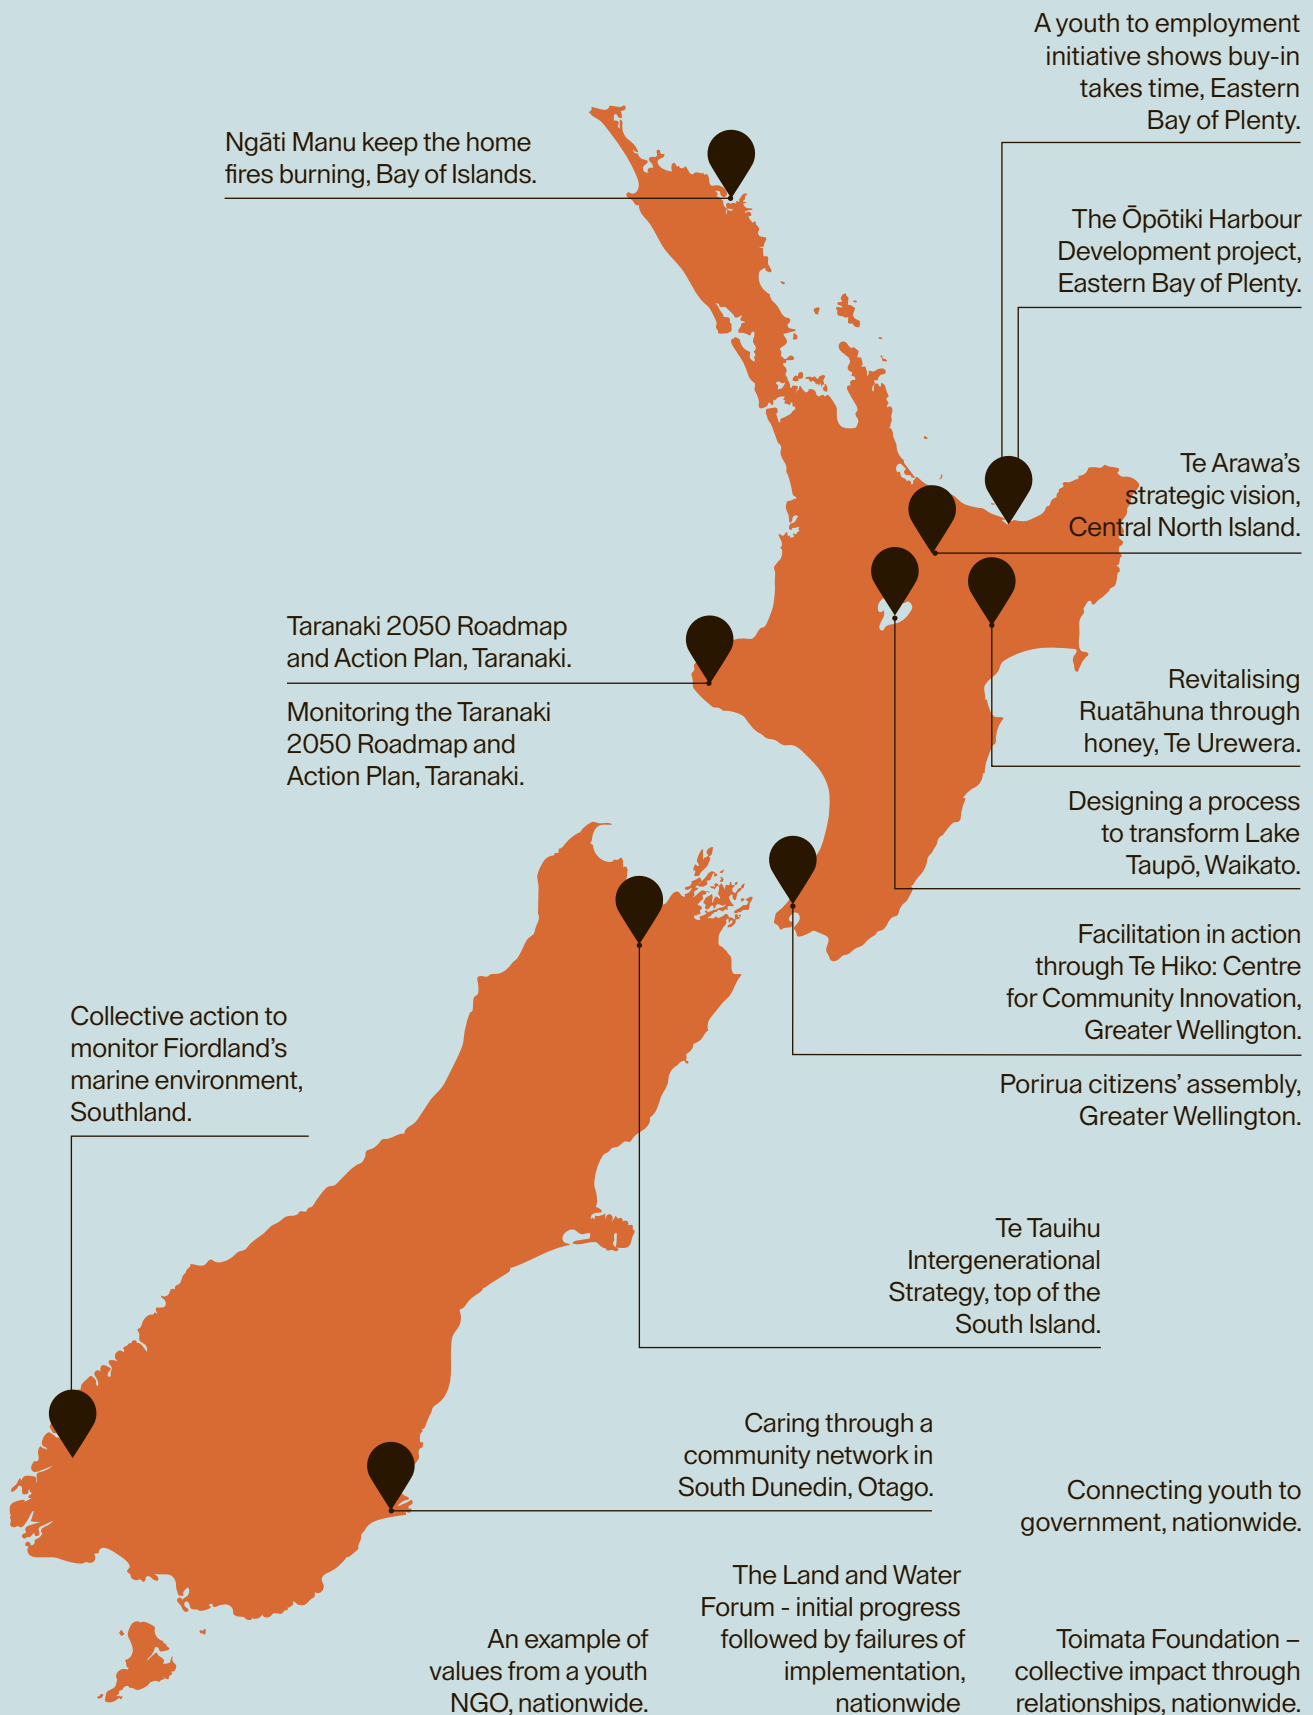 A youth to employment
initiative shows buy-in
takes time, Eastern
Bay of Plenty.
Ngāti Manu keep the home
fires burning, Bay of Islands.
The Ōpōtiki Harbour
Development project,
Eastern Bay of Plenty.
Te Arawa’s
strategic vision,
Central North Island.
Taranaki 2050 Roadmap
and Action Plan, Taranaki.
Monitoring the Taranaki
2050 Roadmap and
Action Plan, Taranaki.
Revitalising
Ruatāhuna through
honey, Te Urewera.
Designing a process
to transform Lake
Taupō, Waikato.
Facilitation in action
through Te Hiko: Centre
for Community Innovation,
Greater Wellington.
Porirua citizens’ assembly,
Greater Wellington.
Collective action to
monitor Fiordland’s
marine environment,
Southland.
Te Tauihu
Intergenerational
Strategy, top of the
South Island.
Caring through a
community network in
South Dunedin, Otago.
Connecting youth to
government, nationwide.
An example of
values from a youth
NGO, nationwide.
The Land and Water
Forum - initial progress
followed by failures of
implementation,
nationwide
Toimata Foundation –
collective impact through
relationships, nationwide.